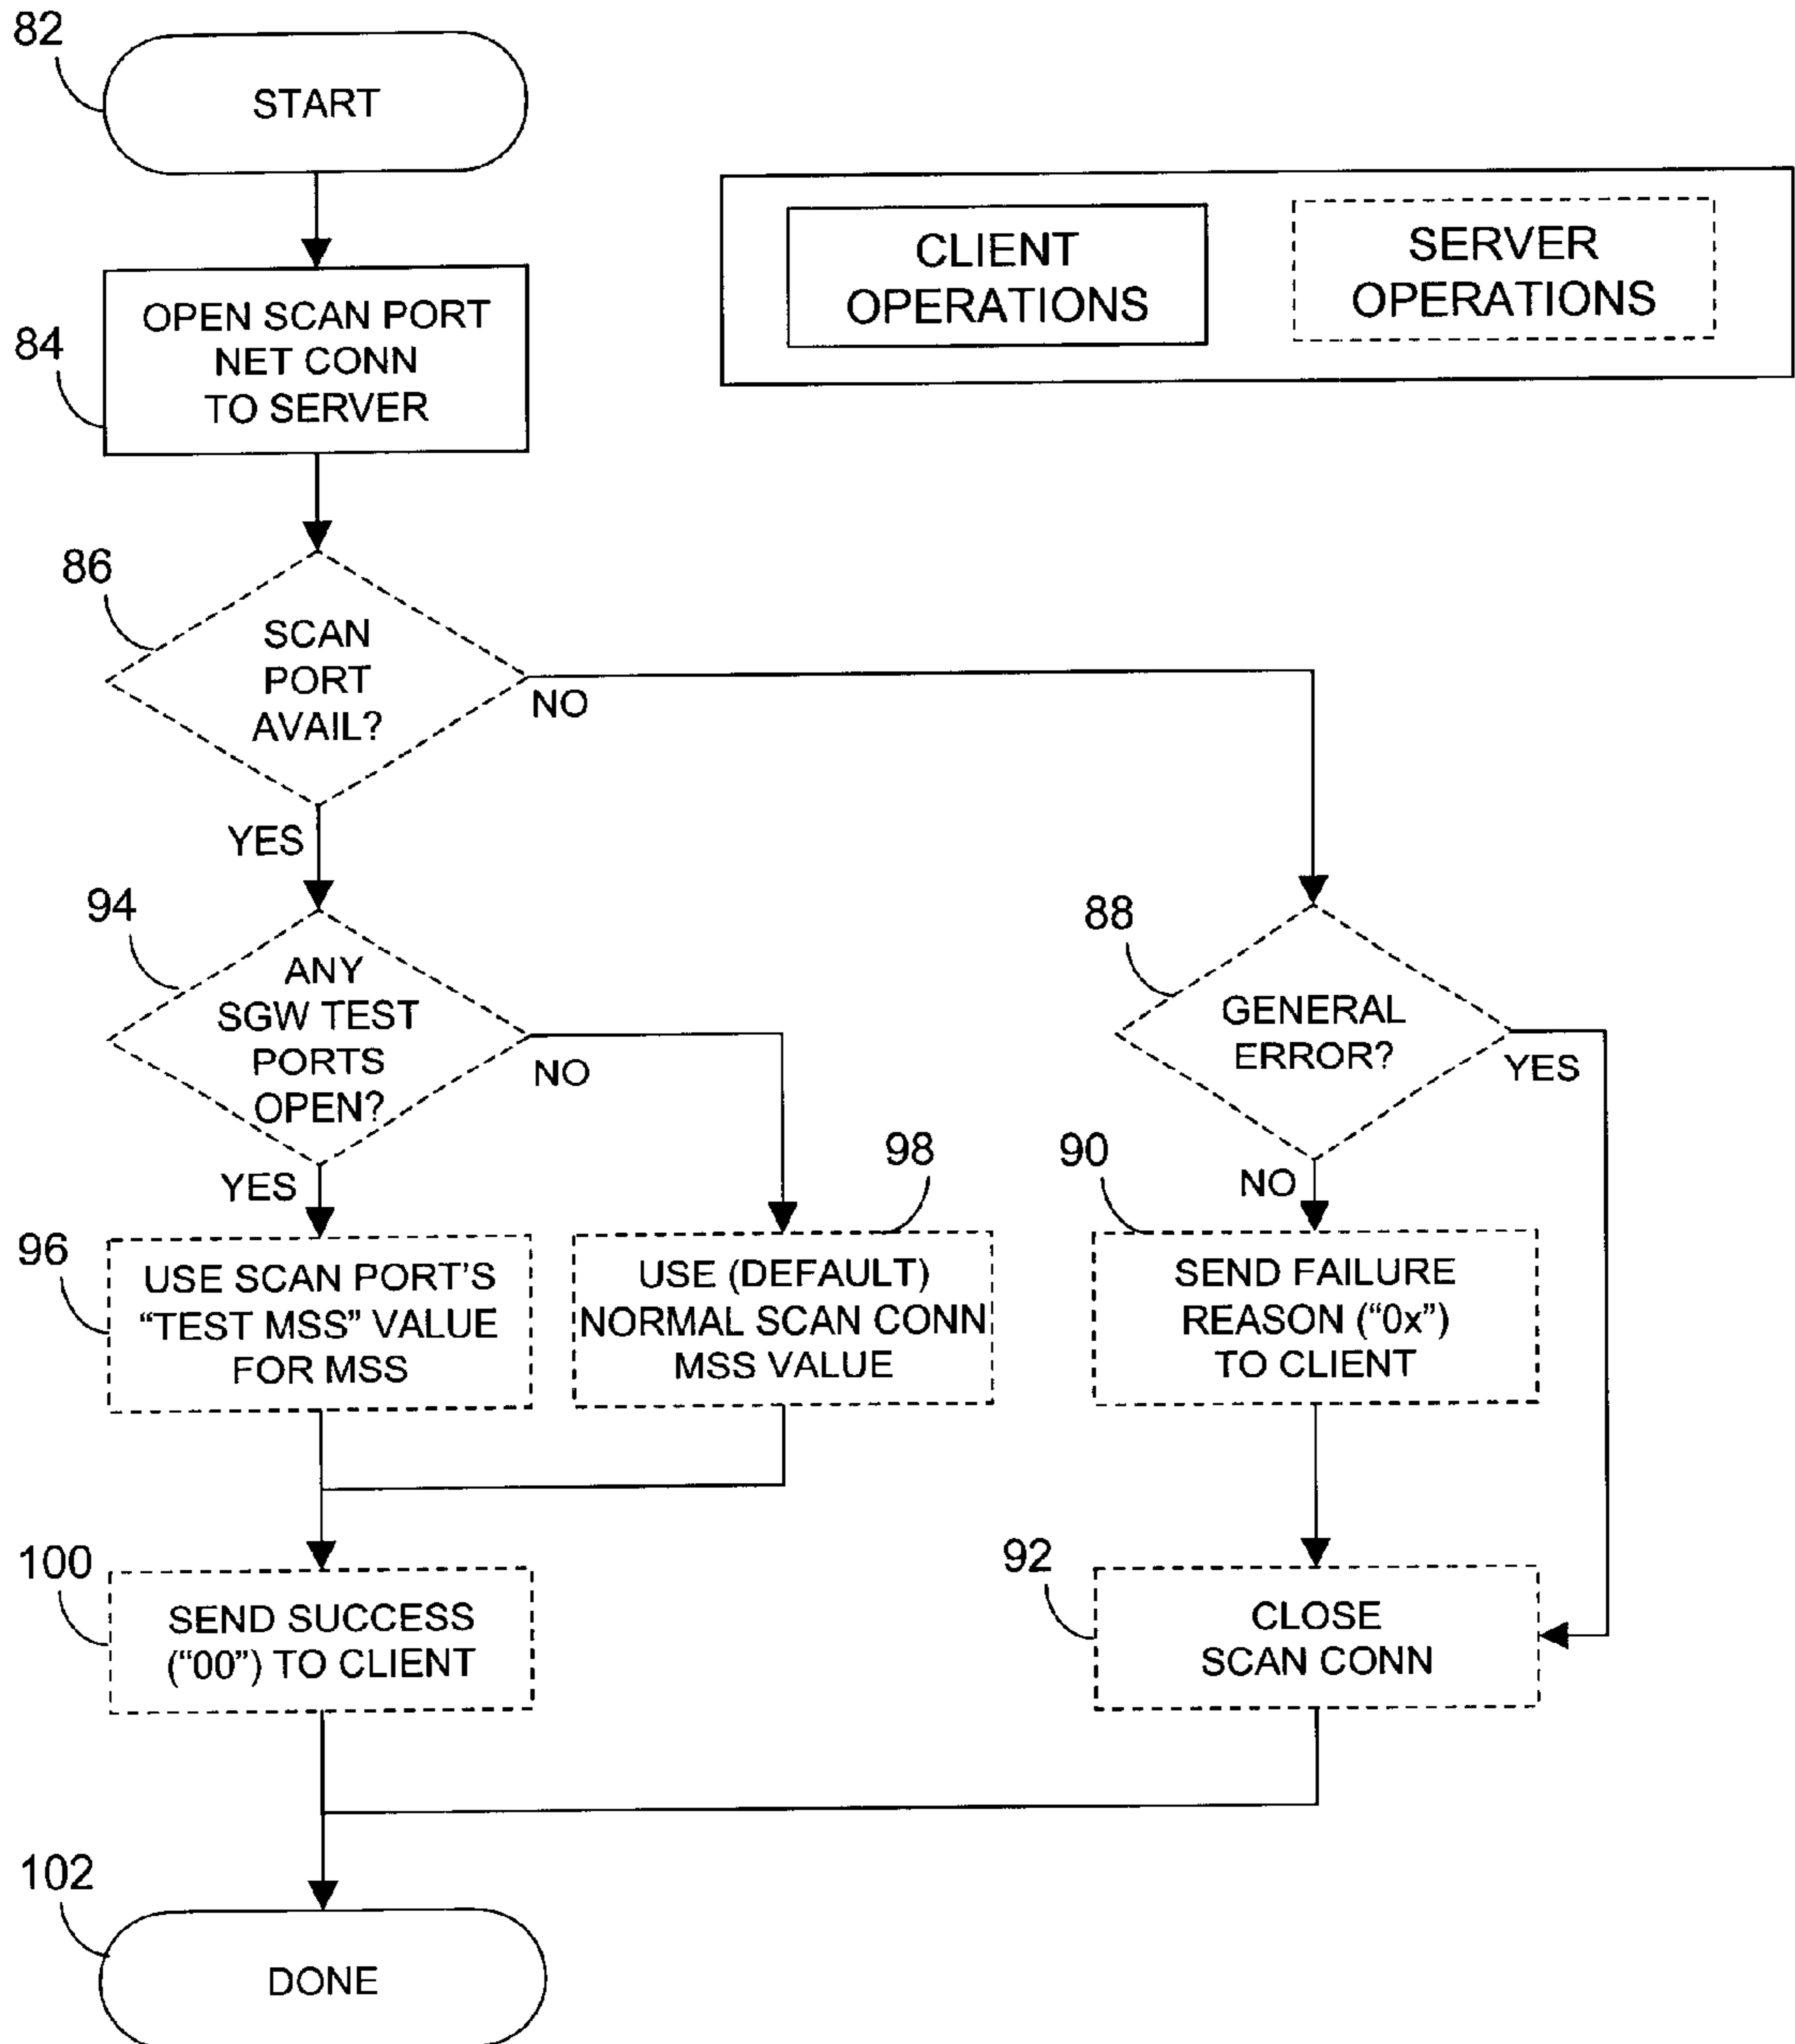 82
START
CLIENT
OPERATIONS
SERVER
OPERATIONS
84
OPEN SCAN PORT
NET CONN
TO SERVER
86
SCAN
PORT
AVAIL?
NO
YES
94
ANY
SGW TEST
PORTS
OPEN?
NO
YES
88
GENERAL
ERROR?
YES
NO
96
USE SCAN PORT'S
“TEST MSS” VALUE
FOR MSS
98
USE (DEFAULT)
NORMAL SCAN CONN
MSS VALUE
90
SEND FAILURE
REASON (“0x”)
TO CLIENT
100
SEND SUCCESS
(“00”) TO CLIENT
92
CLOSE
SCAN CONN
102
DONE